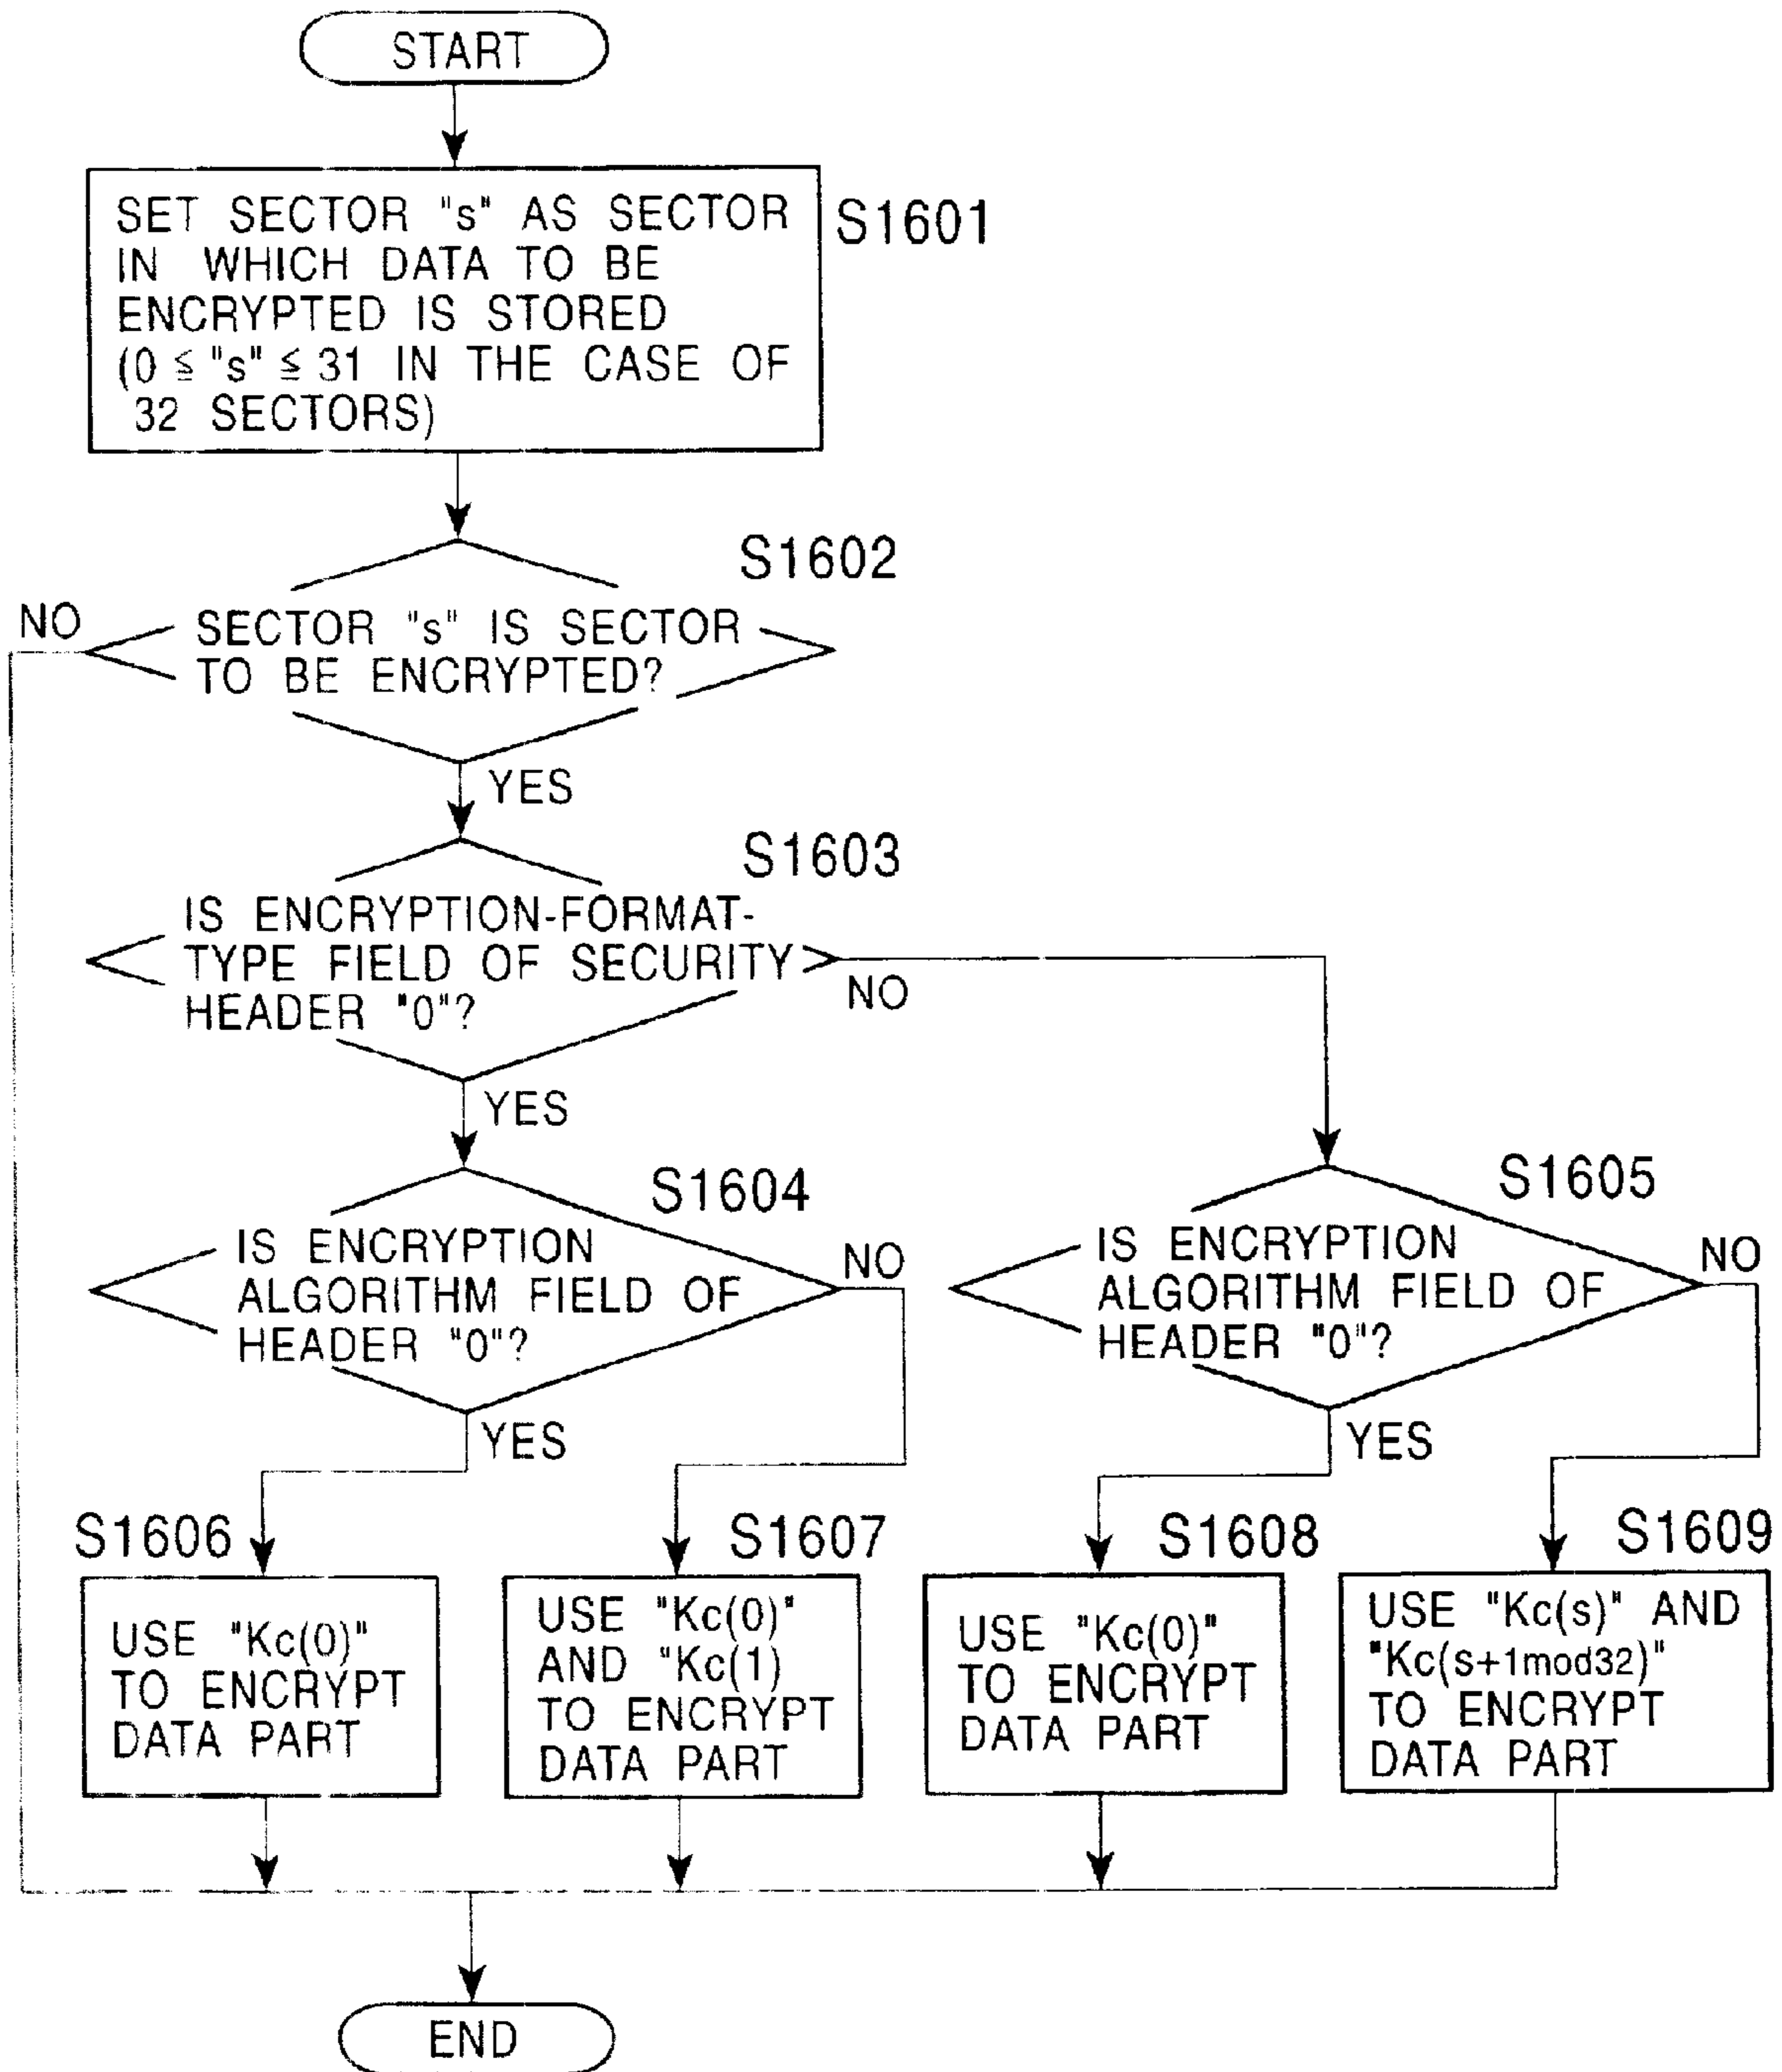 START
SET SECTOR "s" AS SECTOR
IN WHICH DATA TO BE
ENCRYPTED IS STORED
(0 ≦ "s" ≦ 31 IN THE CASE OF
32 SECTORS)
S1601
S1602
NO
SECTOR "s" IS SECTOR
TO BE ENCRYPTED?
YES
S1603
IS ENCRYPTION-FORMAT-
TYPE FIELD OF SECURITY
HEADER "0"?
NO
YES
S1604
IS ENCRYPTION
ALGORITHM FIELD OF
HEADER "0"?
NO
YES
S1605
IS ENCRYPTION
ALGORITHM FIELD OF
HEADER "0"?
NO
YES
S1606
USE "Kc(0)"
TO ENCRYPT
DATA PART
S1607
USE "Kc(0)"
AND "Kc(1)
TO ENCRYPT
DATA PART
S1608
USE "Kc(0)"
TO ENCRYPT
DATA PART
S1609
USE "Kc(s)" AND
"Kc(s+1mod32)"
TO ENCRYPT
DATA PART
END